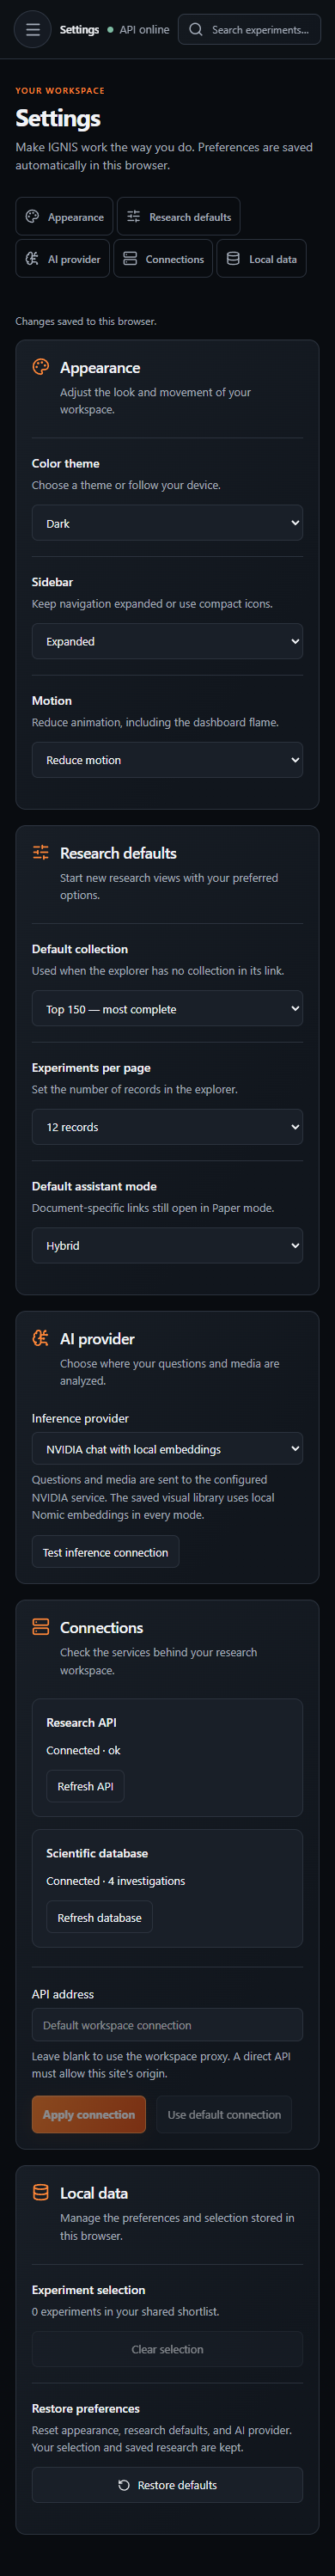 Settings
API online
Search experiments...
YOUR WORKSPACE
Settings
Make IGNIS work the way you do. Preferences are saved
automatically in this browser.
Appearance
Research defaults
AI provider
Connections
Local data
Changes saved to this browser.
Appearance
Adjust the look and movement of your
workspace.
Color theme
Choose a theme or follow your device.
Dark
Sidebar
Keep navigation expanded or use compact icons.
Expanded
Motion
Reduce animation, including the dashboard flame.
Reduce motion
Research defaults
Start new research views with your preferred
options.
Default collection
Used when the explorer has no collection in its link.
Top 150 — most complete
Experiments per page
Set the number of records in the explorer.
12 records
Default assistant mode
Document-specific links still open in Paper mode.
Hybrid
AI provider
Choose where your questions and media are
analyzed.
Inference provider
NVIDIA chat with local embeddings
Questions and media are sent to the configured
NVIDIA service. The saved visual library uses local
Nomic embeddings in every mode.
Test inference connection
Connections
Check the services behind your research
workspace.
Research API
Connected · ok
Refresh API
Scientific database
Connected · 4 investigations
Refresh database
API address
Default workspace connection
Leave blank to use the workspace proxy. A direct API
must allow this site's origin.
Apply connection
Use default connection
Local data
Manage the preferences and selection stored in
this browser.
Experiment selection
0 experiments in your shared shortlist.
Clear selection
Restore preferences
Reset appearance, research defaults, and AI provider.
Your selection and saved research are kept.
Restore defaults